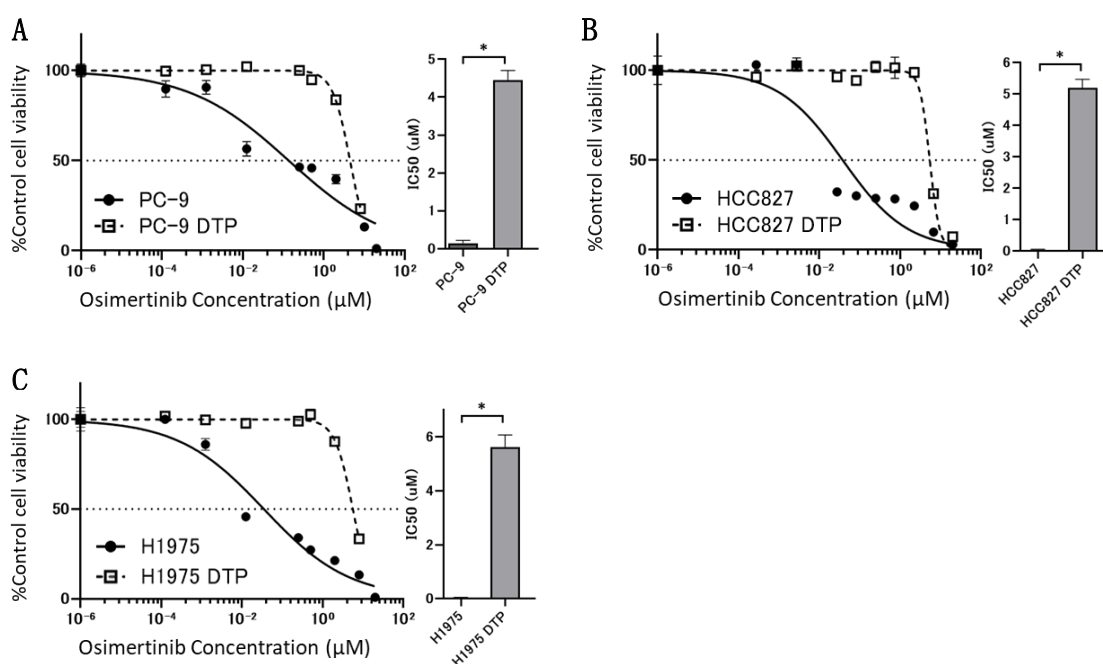 A
%Control cell viability
100
50
0
PC-9
PC-9 DTP
10⁻⁶
10⁻⁴
10⁻²
10⁰
10²
Osimertinib Concentration (μM)
IC50 (uM)
5
4
3
2
1
0
*
PC-9
PC-9 DTP
B
%Control cell viability
100
50
0
HCC827
HCC827 DTP
10⁻⁶
10⁻⁴
10⁻²
10⁰
10²
Osimertinib Concentration (μM)
IC50 (uM)
6
5
4
3
2
1
0
*
HCC827
HCC827 DTP
C
%Control cell viability
100
50
0
H1975
H1975 DTP
10⁻⁶
10⁻⁴
10⁻²
10⁰
10²
Osimertinib Concentration (μM)
IC50 (uM)
6
4
2
0
*
H1975
H1975 DTP